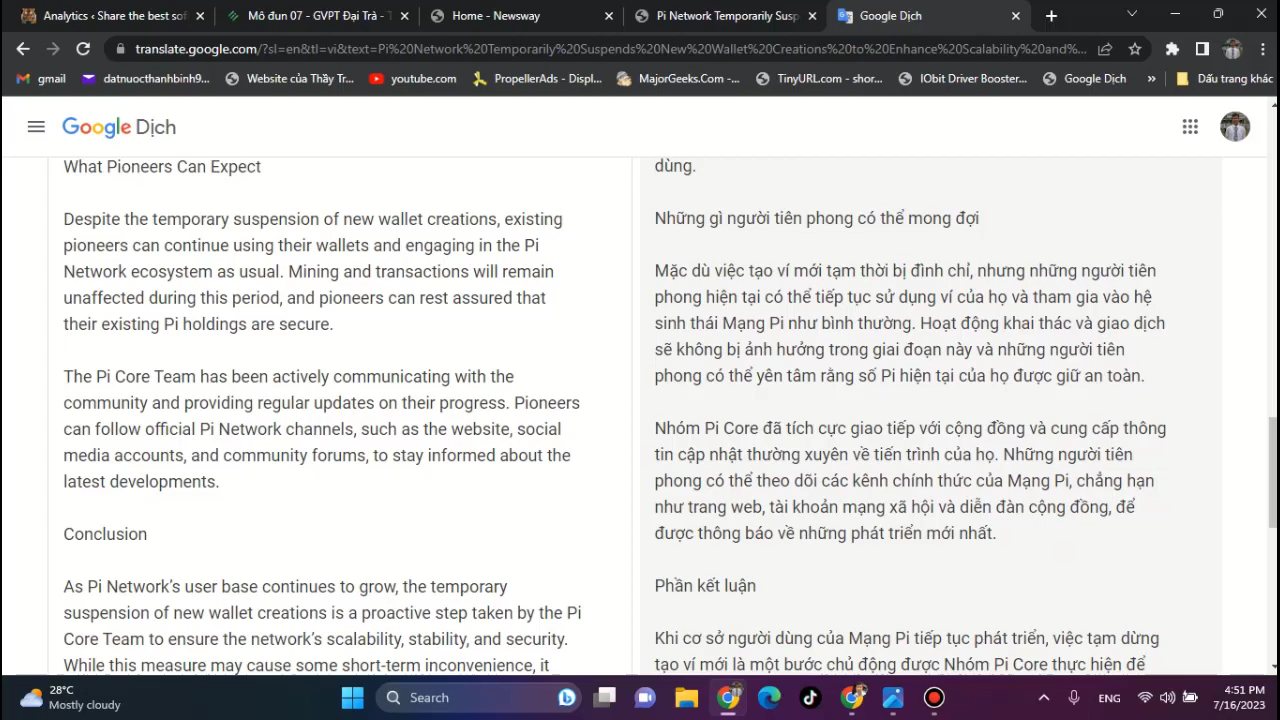 Analytics ‹ Share the best sof
Mô đun 07 - GVPT Đại Trà - T
Home - Newsway
Pi Network Temporarily Susp
Google Dịch
translate.google.com/?sl=en&tl=vi&text=Pi%20Network%20Temporarily%20Suspends%20New%20Wallet%20Creations%20to%20Enhance%20Scalability%20and%...
gmail
datnuocthanhbinh9...
Website của Thầy Tr...
youtube.com
PropellerAds - Displ...
MajorGeeks.Com -...
TinyURL.com - shor...
IObit Driver Booster...
Google Dịch
»
Dấu trang khác
Google Dịch
What Pioneers Can Expect
Despite the temporary suspension of new wallet creations, existing
pioneers can continue using their wallets and engaging in the Pi
Network ecosystem as usual. Mining and transactions will remain
unaffected during this period, and pioneers can rest assured that
their existing Pi holdings are secure.
The Pi Core Team has been actively communicating with the
community and providing regular updates on their progress. Pioneers
can follow official Pi Network channels, such as the website, social
media accounts, and community forums, to stay informed about the
latest developments.
Conclusion
As Pi Network’s user base continues to grow, the temporary
suspension of new wallet creations is a proactive step taken by the Pi
Core Team to ensure the network’s scalability, stability, and security.
While this measure may cause some short-term inconvenience, it
dùng.
Những gì người tiên phong có thể mong đợi
Mặc dù việc tạo ví mới tạm thời bị đình chỉ, nhưng những người tiên
phong hiện tại có thể tiếp tục sử dụng ví của họ và tham gia vào hệ
sinh thái Mạng Pi như bình thường. Hoạt động khai thác và giao dịch
sẽ không bị ảnh hưởng trong giai đoạn này và những người tiên
phong có thể yên tâm rằng số Pi hiện tại của họ được giữ an toàn.
Nhóm Pi Core đã tích cực giao tiếp với cộng đồng và cung cấp thông
tin cập nhật thường xuyên về tiến trình của họ. Những người tiên
phong có thể theo dõi các kênh chính thức của Mạng Pi, chẳng hạn
như trang web, tài khoản mạng xã hội và diễn đàn cộng đồng, để
được thông báo về những phát triển mới nhất.
Phần kết luận
Khi cơ sở người dùng của Mạng Pi tiếp tục phát triển, việc tạm dừng
tạo ví mới là một bước chủ động được Nhóm Pi Core thực hiện để
28°C
Mostly cloudy
Search
ENG
4:51 PM
7/16/2023